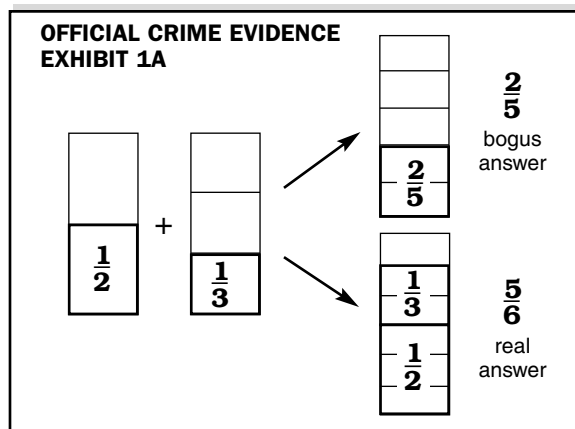 OFFICIAL CRIME EVIDENCE
EXHIBIT 1A
1/2
+
1/3
2/5
2/5
bogus
answer
1/3
1/2
5/6
real
answer